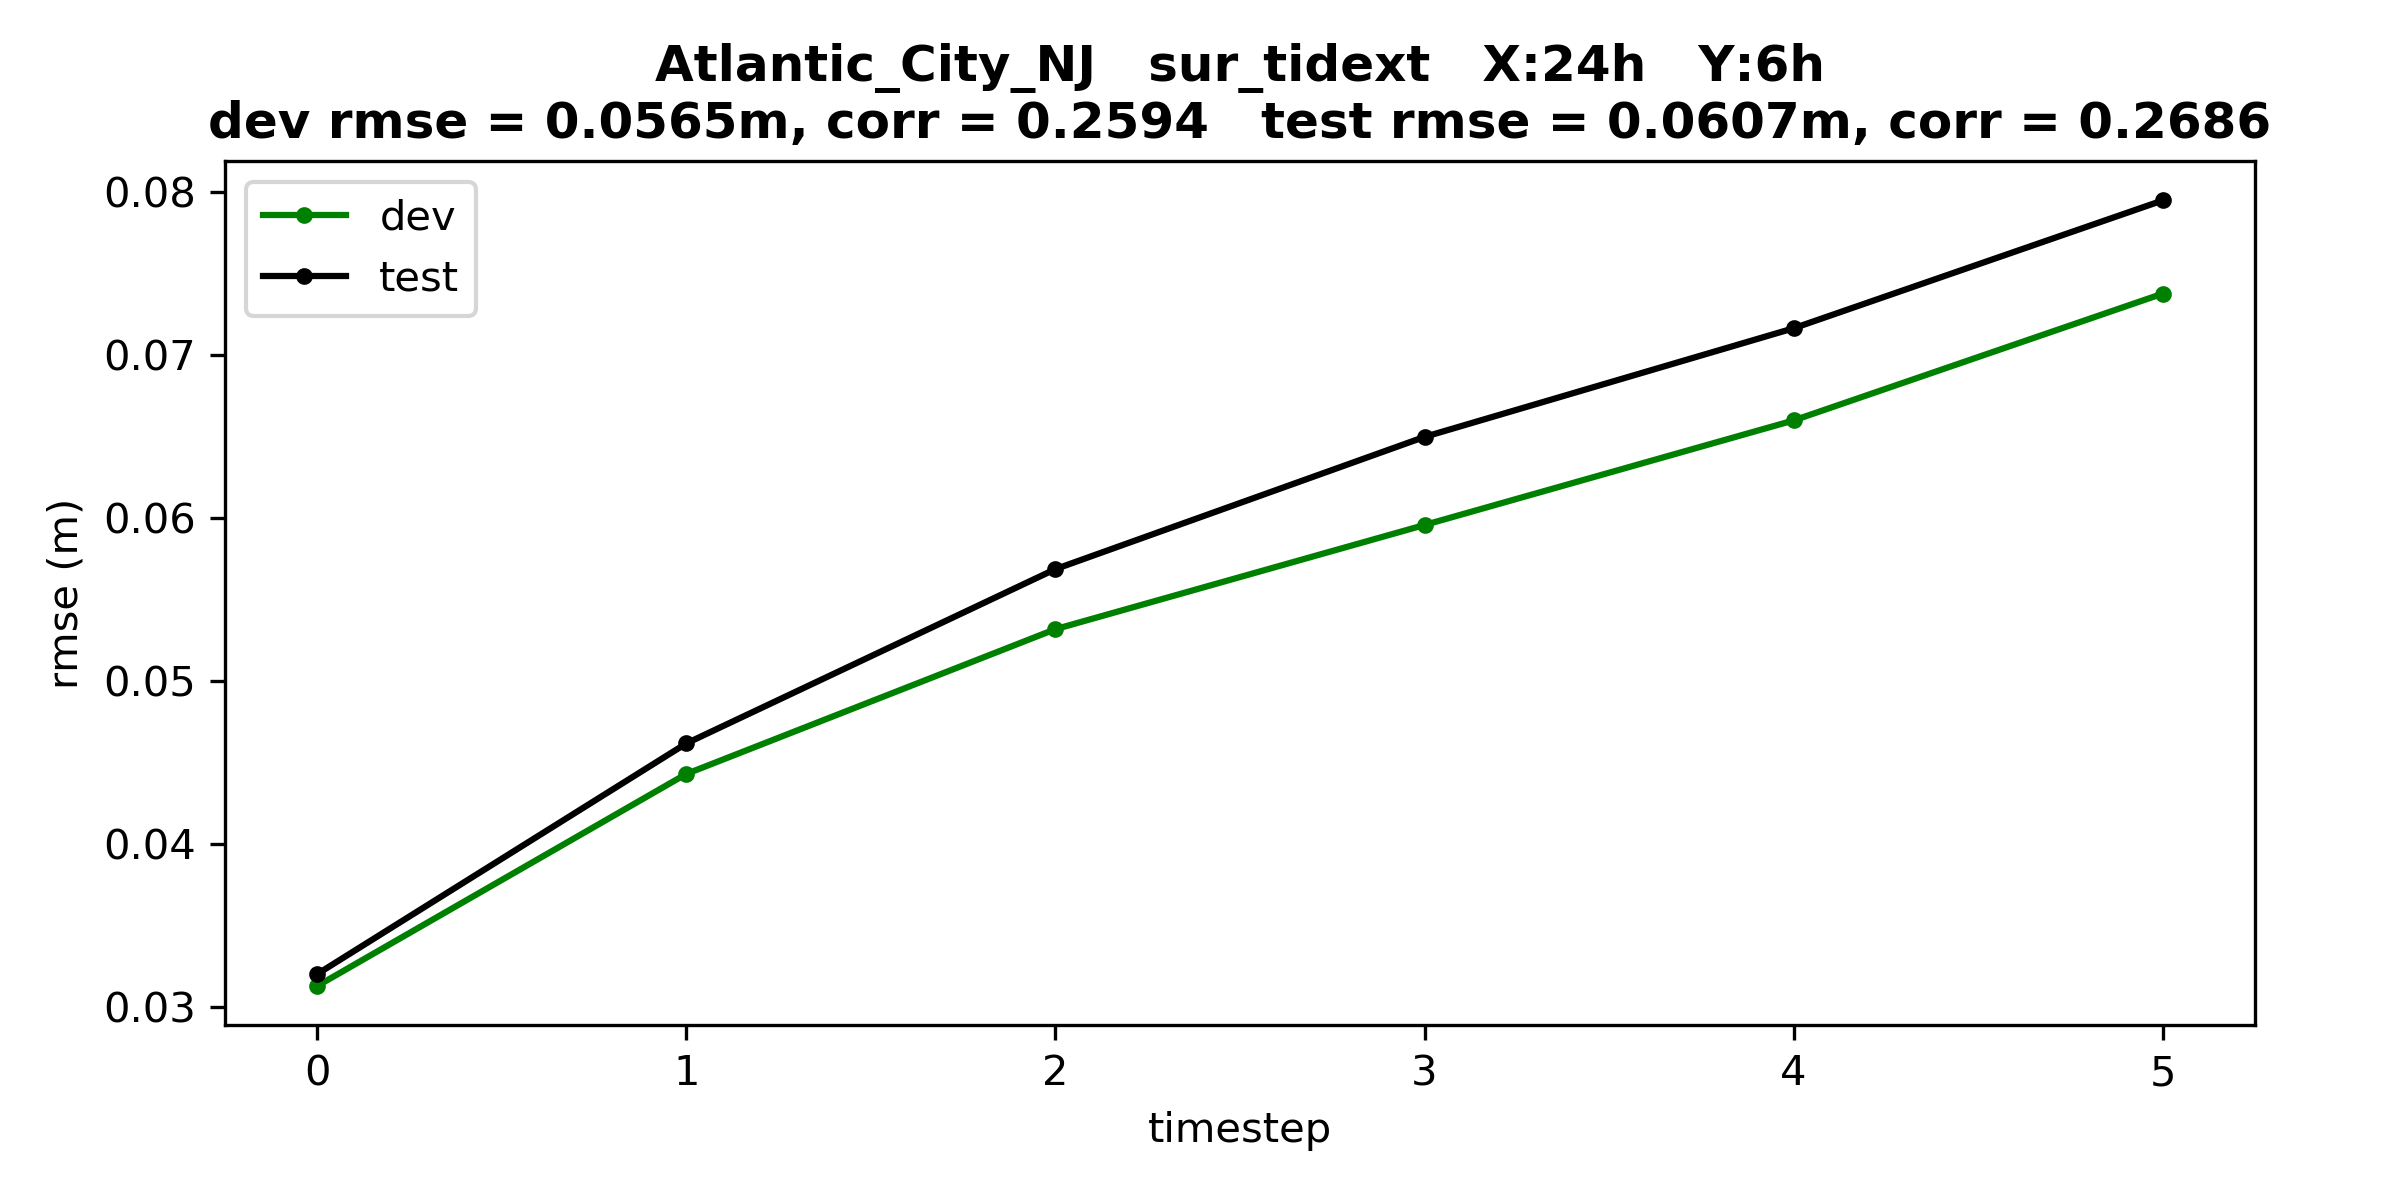 Atlantic_City_NJ   sur_tidext   X:24h   Y:6h
dev rmse = 0.0565m, corr = 0.2594   test rmse = 0.0607m, corr = 0.2686
dev
test
0.08
0.07
0.06
0.05
0.04
0.03
rmse (m)
0 1 2 3 4 5
timestep